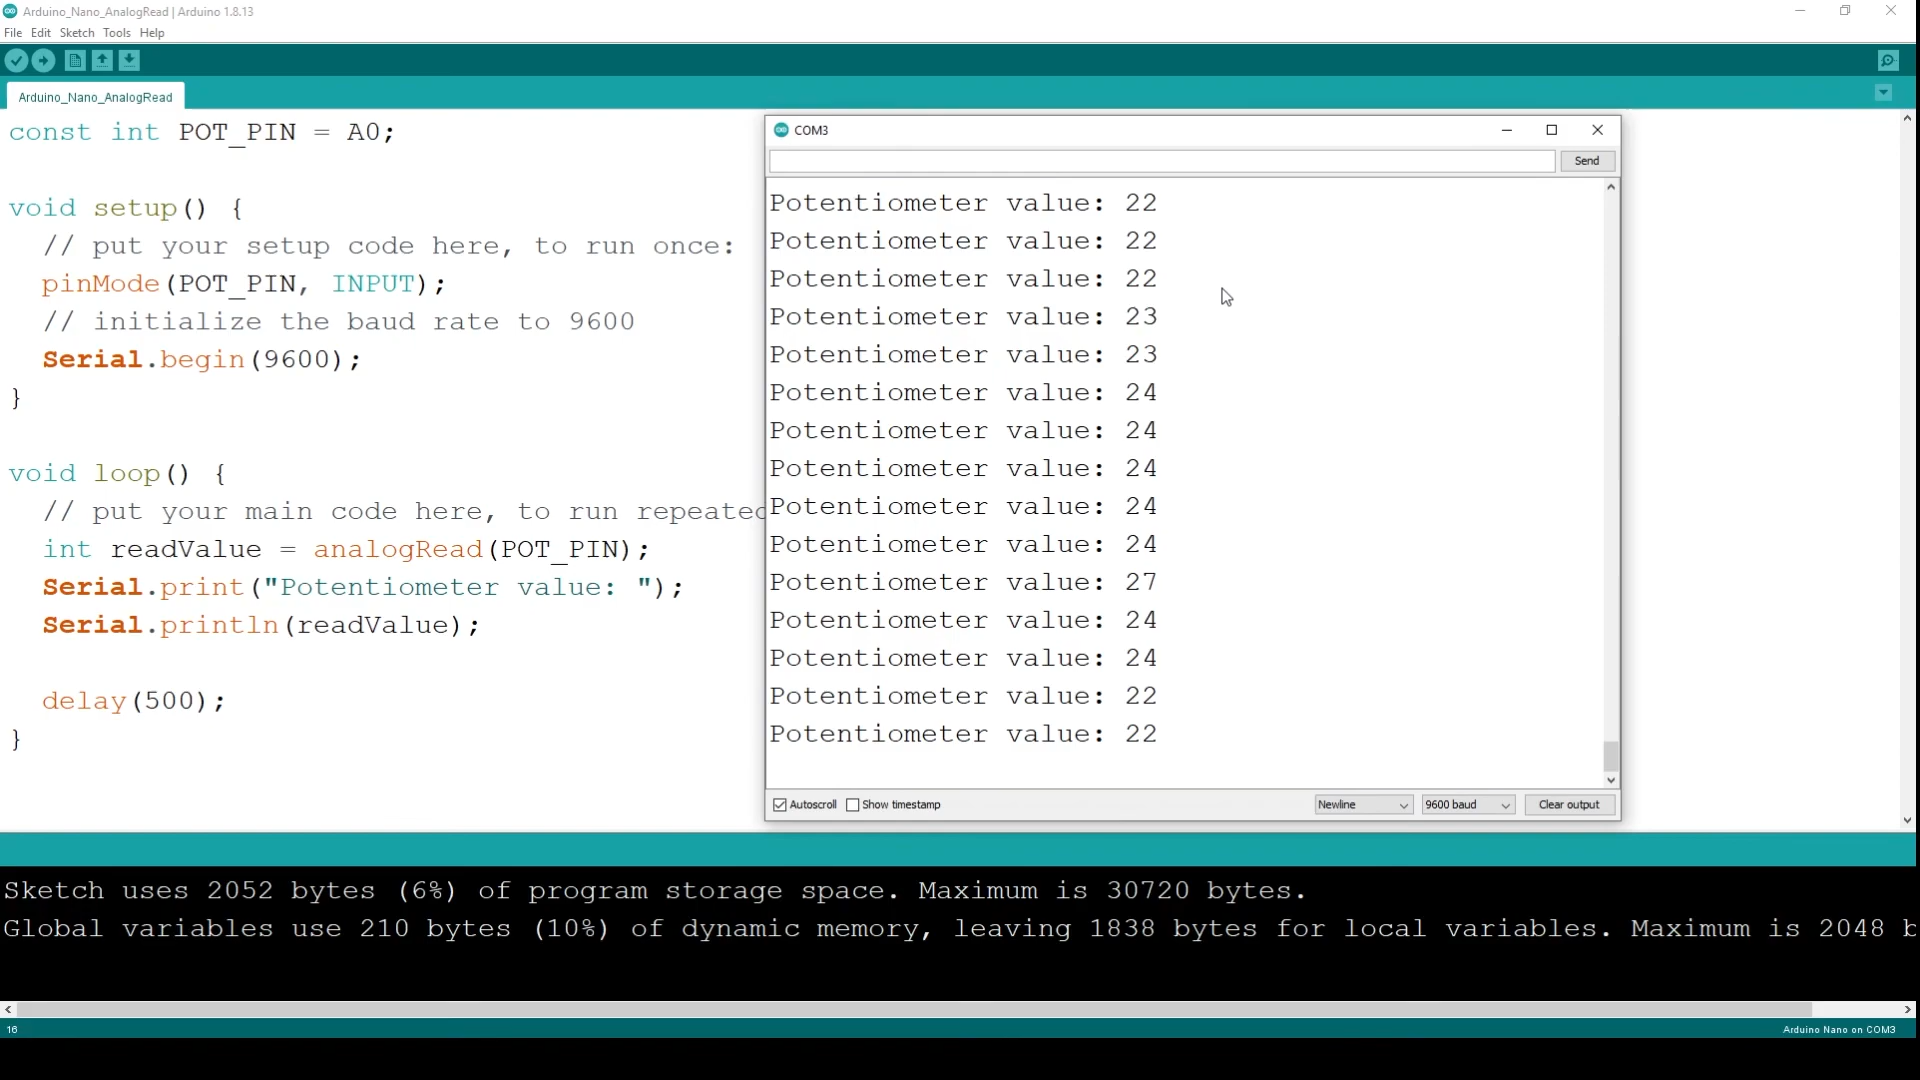 Arduino_Nano_AnalogRead | Arduino 1.8.13
File Edit Sketch Tools Help
Arduino_Nano_AnalogRead
const int POT_PIN = A0;
void setup() {
// put your setup code here, to run once:
pinMode(POT_PIN, INPUT);
// initialize the baud rate to 9600
Serial.begin(9600);
}
void loop() {
// put your main code here, to run repeated
int readValue = analogRead(POT_PIN);
Serial.print("Potentiometer value: ");
Serial.println(readValue);
delay(500);
}
COM3
Send
Potentiometer value: 22
Potentiometer value: 22
Potentiometer value: 22
Potentiometer value: 23
Potentiometer value: 23
Potentiometer value: 24
Potentiometer value: 24
Potentiometer value: 24
Potentiometer value: 24
Potentiometer value: 24
Potentiometer value: 27
Potentiometer value: 24
Potentiometer value: 24
Potentiometer value: 22
Potentiometer value: 22
Autoscroll Show timestamp Newline 9600 baud Clear output
Sketch uses 2052 bytes (6%) of program storage space. Maximum is 30720 bytes.
Global variables use 210 bytes (10%) of dynamic memory, leaving 1838 bytes for local variables. Maximum is 2048 b
16 Arduino Nano on COM3